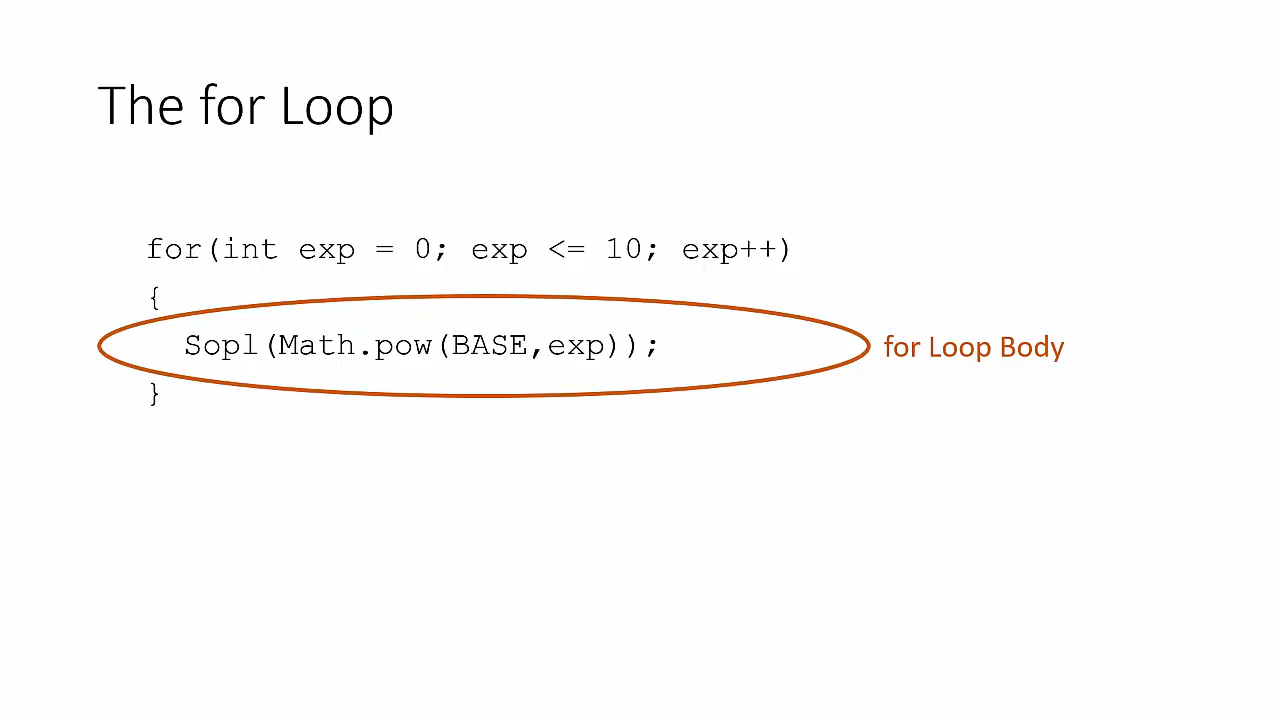 The for Loop
for(int exp = 0; exp <= 10; exp++)
{
Sopl(Math.pow(BASE,exp));
for Loop Body
}